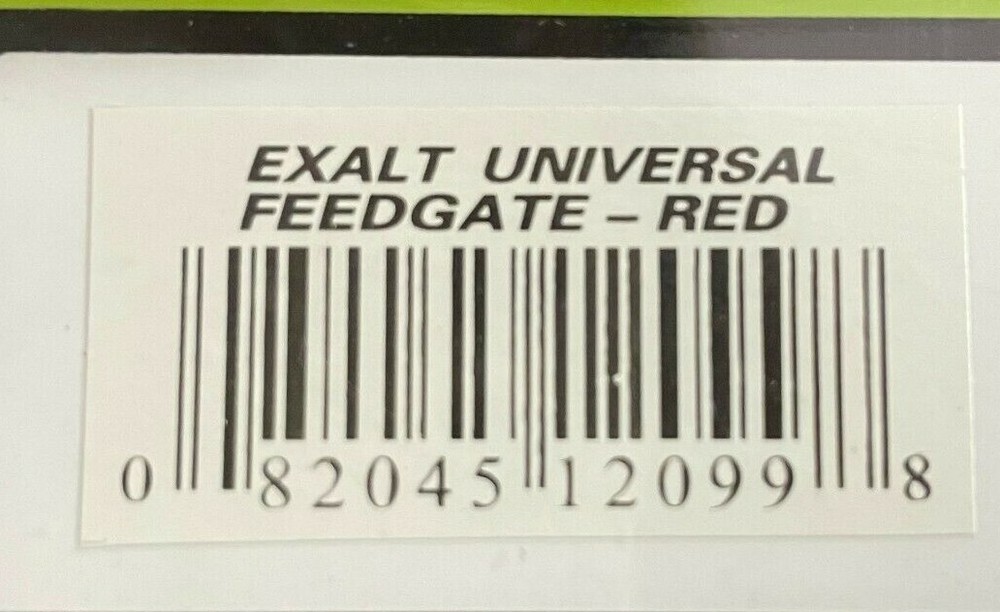 EXALT UNIVERSAL
FEEDGATE – RED
0 82045 12099 8